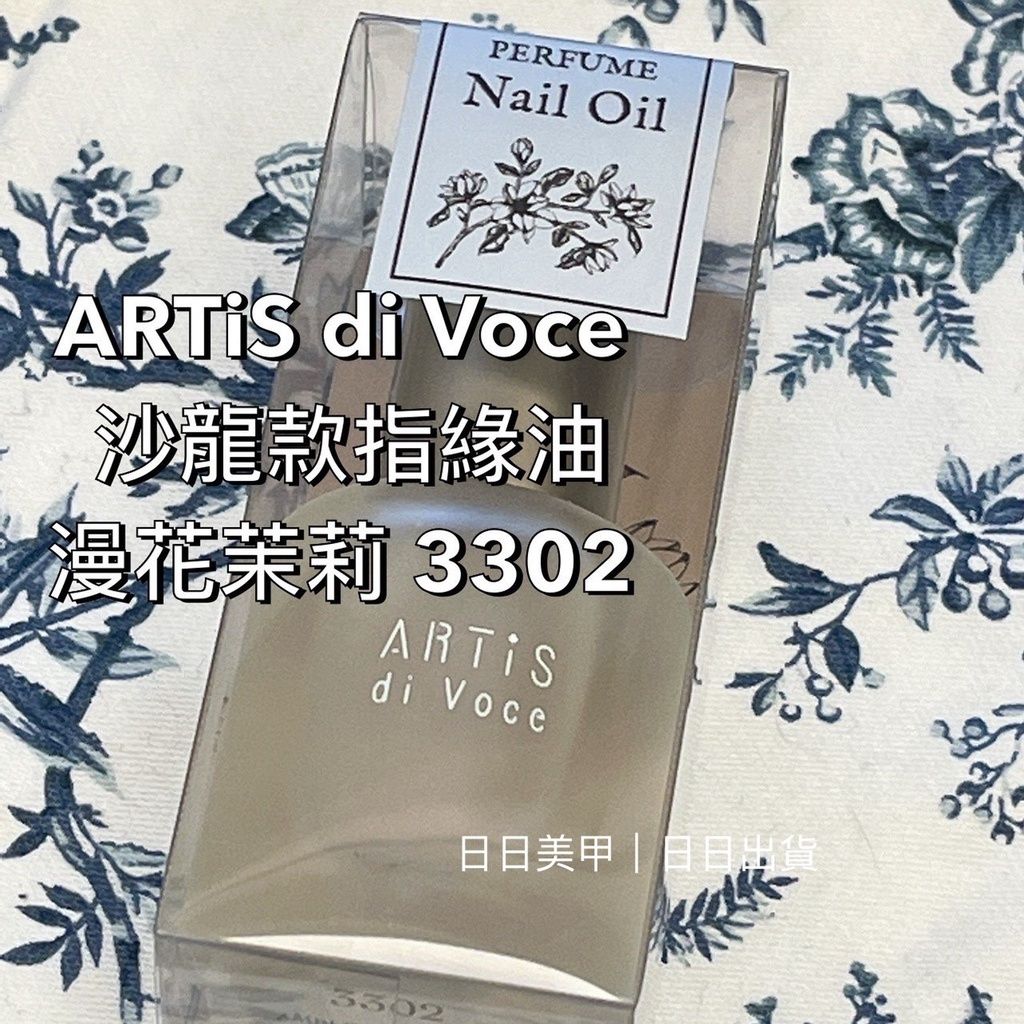 PERFUME
Nail Oil
ARTiS di Voce
沙龍款指緣油
漫花茉莉 3302
ARTiS
di Voce
日日美甲｜日日出貨
3302